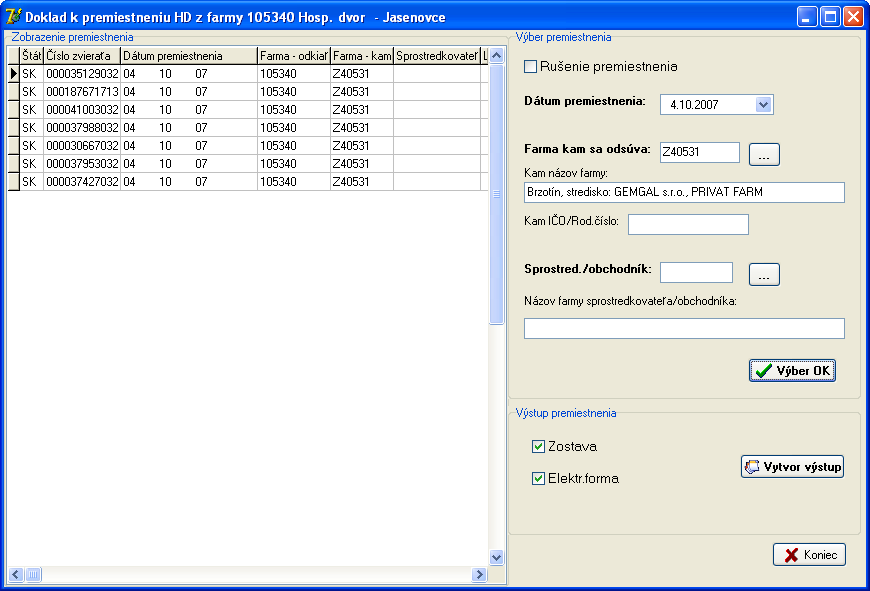 Doklad k premiestneniu HD z farmy 105340 Hosp. dvor - Jasenovce
Zobrazenie premiestnenia
Štát Číslo zvieraťa Dátum premiestnenia Farma - odkiaľ Farma - kam Sprostredkovateľ
SK 000035129032 04 10 07 105340 Z40531
SK 000187671713 04 10 07 105340 Z40531
SK 000041003032 04 10 07 105340 Z40531
SK 000037988032 04 10 07 105340 Z40531
SK 000030667032 04 10 07 105340 Z40531
SK 000037953032 04 10 07 105340 Z40531
SK 000037427032 04 10 07 105340 Z40531
Výber premiestnenia
Rušenie premiestnenia
Dátum premiestnenia: 4.10.2007
Farma kam sa odsúva: Z40531 ...
Kam názov farmy:
Brzotín, stredisko: GEMGAL s.r.o., PRIVAT FARM
Kam IČO/Rod.číslo:
Sprostred./obchodník: ...
Názov farmy sprostredkovateľa/obchodníka:
Výber OK
Výstup premiestnenia
Zostava
Elektr.forma
Vytvor výstup
Koniec